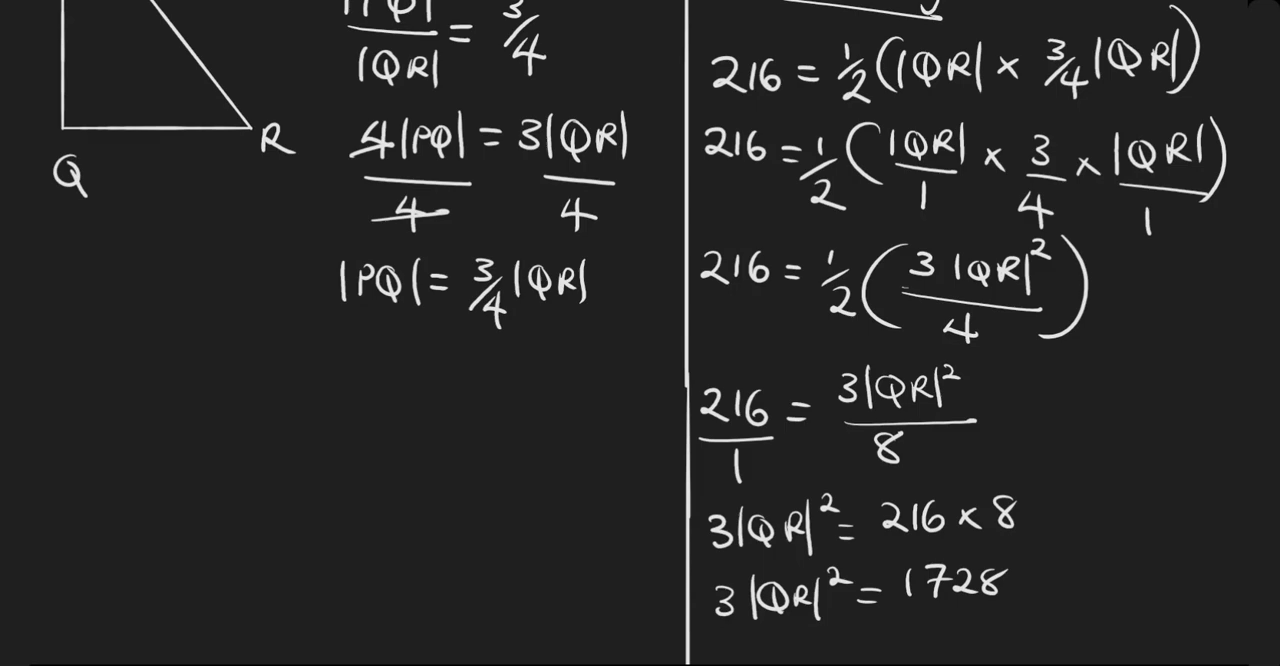 |PQ|/|QR| = 3/4
4|PQ|/4 = 3|QR|/4
|PQ| = 3/4 |QR|
Q
R
216 = 1/2 (|QR| × 3/4 |QR|)
216 = 1/2 (|QR|/1 × 3/4 × |QR|/1)
216 = 1/2 (3 |QR|²/4)
216/1 = 3|QR|²/8
3|QR|² = 216 × 8
3|QR|² = 1728